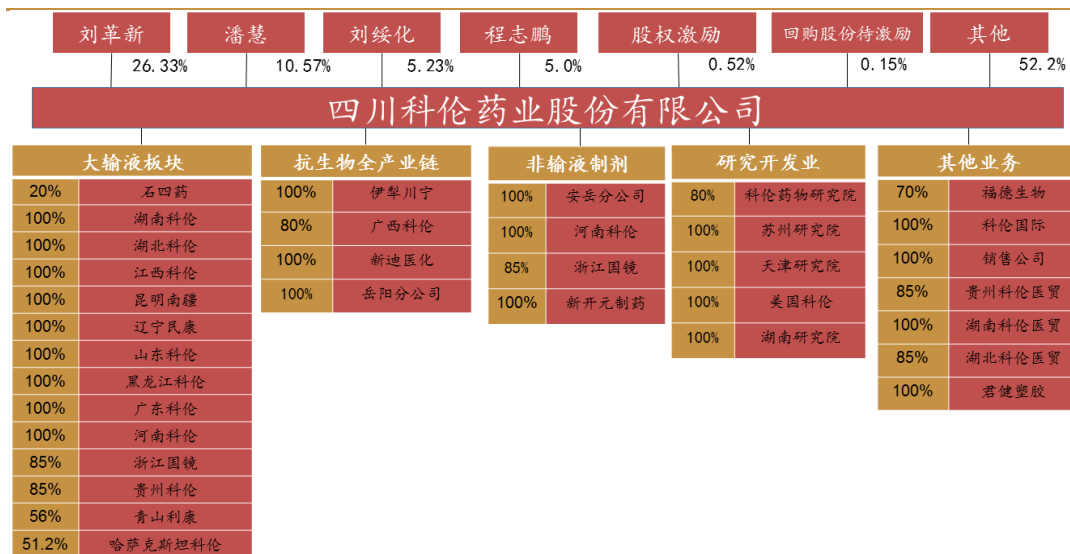 刘革新 潘慧 刘绥化 程志鹏 股权激励 回购股份待激励 其他
26.33% 10.57% 5.23% 5.0% 0.52% 0.15% 52.2%
四川科伦药业股份有限公司
大输液板块
20% 石四药
100% 湖南科伦
100% 湖北科伦
100% 江西科伦
100% 昆明南疆
100% 辽宁民康
100% 山东科伦
100% 黑龙江科伦
100% 广东科伦
100% 河南科伦
85% 浙江国镜
85% 贵州科伦
56% 青山利康
51.2% 哈萨克斯坦科伦
抗生物全产业链
100% 伊犁川宁
80% 广西科伦
100% 新迪医化
100% 岳阳分公司
非输液制剂
100% 安岳分公司
100% 河南科伦
85% 浙江国镜
100% 新开元制药
研究开发业
80% 科伦药物研究院
100% 苏州研究院
100% 天津研究院
100% 美国科伦
100% 湖南研究院
其他业务
70% 福德生物
100% 科伦国际
100% 销售公司
85% 贵州科伦医贸
100% 湖南科伦医贸
85% 湖北科伦医贸
100% 君健塑胶